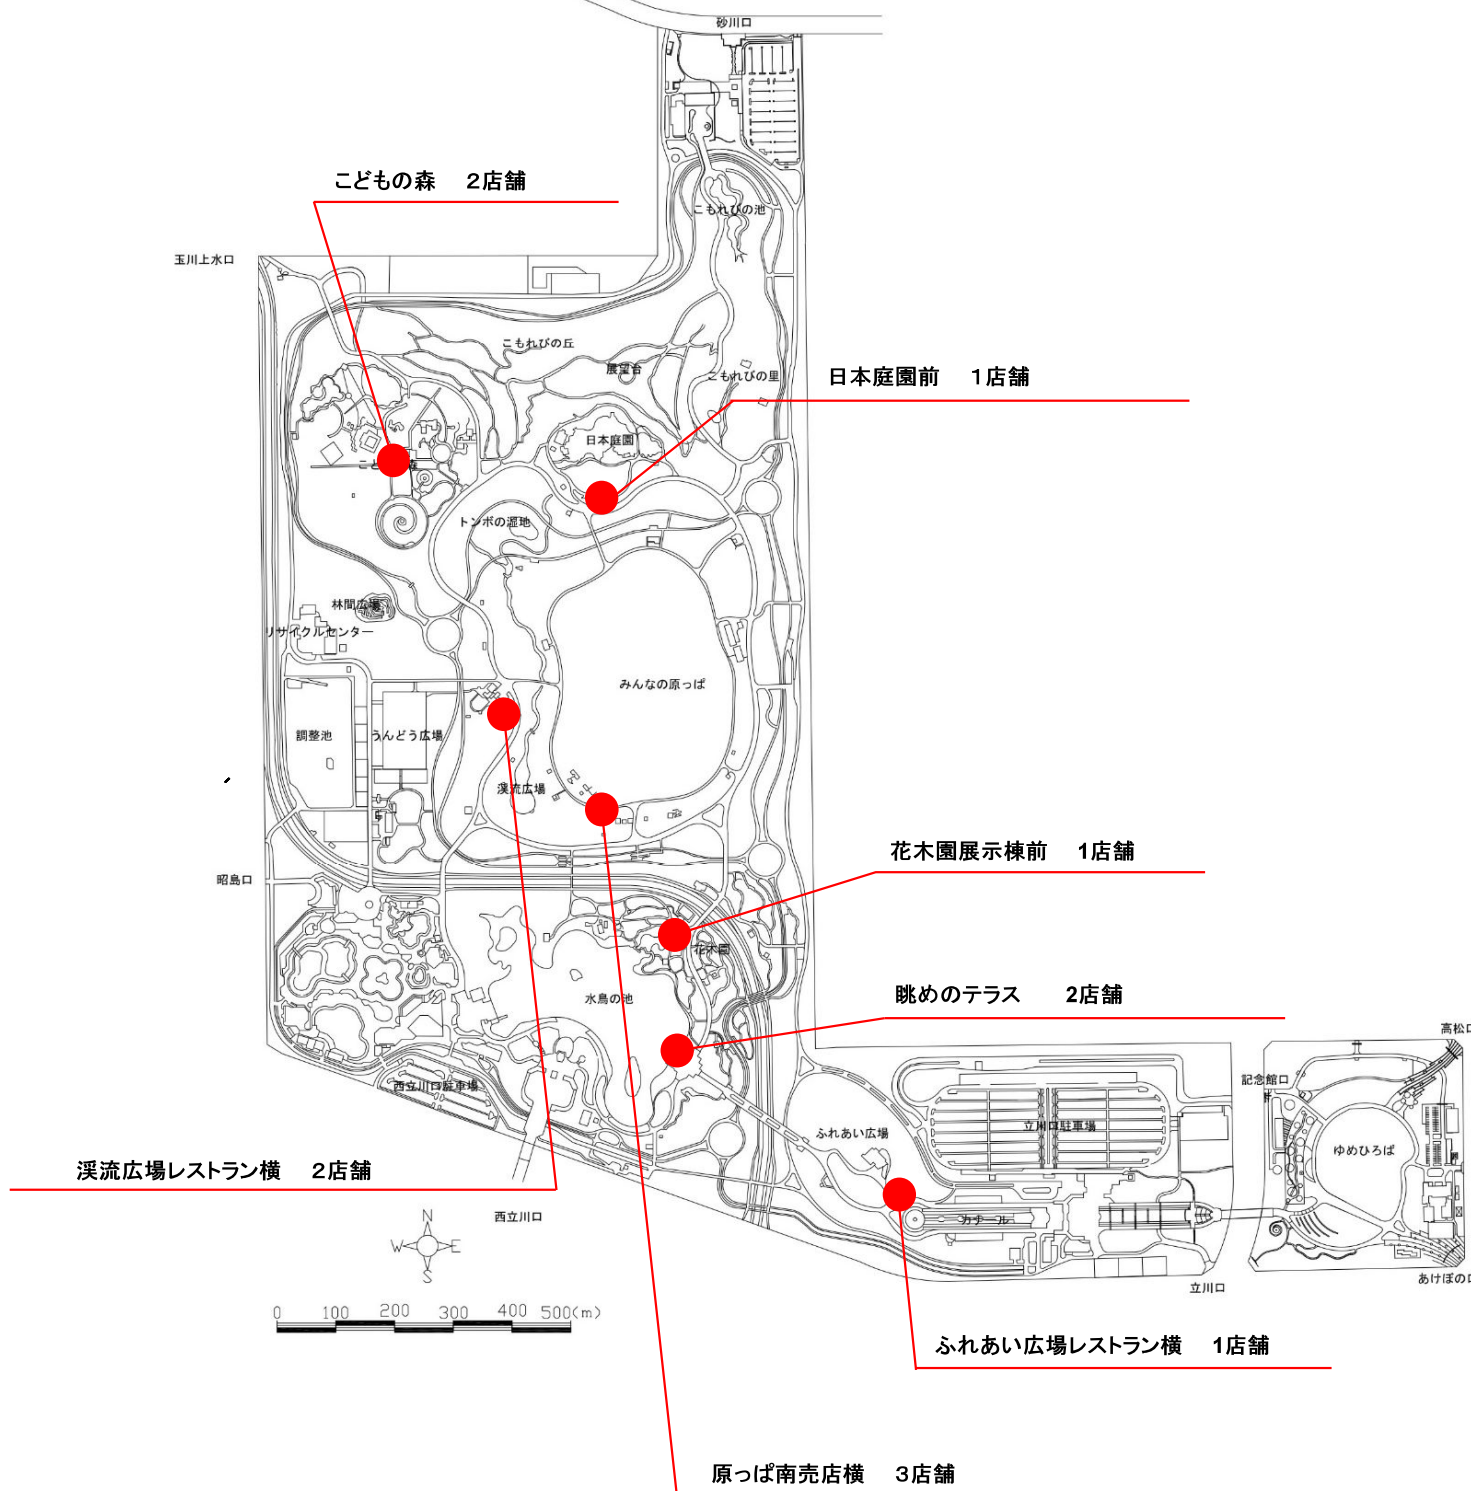 砂川口
こどもの森　2店舗
こもれびの池
玉川上水口
こもれびの丘
展望台
こもれびの里
日本庭園前　1店舗
日本庭園
トンボの湿地
林間広場
リサイクルセンター
みんなの原っぱ
調整池
うんどう広場
渓流広場
花木園展示棟前　1店舗
昭島口
花木園
眺めのテラス　2店舗
水鳥の池
高松口
記念館口
西立川口駐車場
ふれあい広場
立川口駐車場
ゆめひろば
渓流広場レストラン横　2店舗
西立川口
カナール
N
W E
S
あけぼの口
立川口
0 100 200 300 400 500(m)
ふれあい広場レストラン横　1店舗
原っぱ南売店横　3店舗